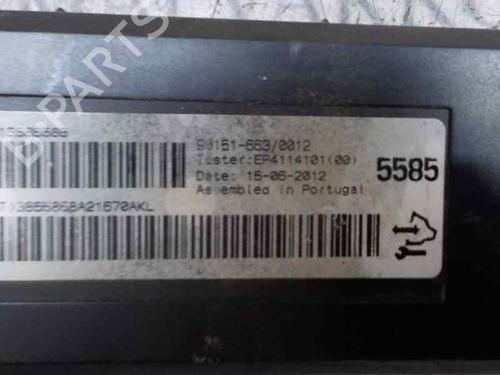 90151-663/0012
Tester:EP4114101(00)
Date: 15-06-2012
Assembled in Portugal
5585
B-PARTS